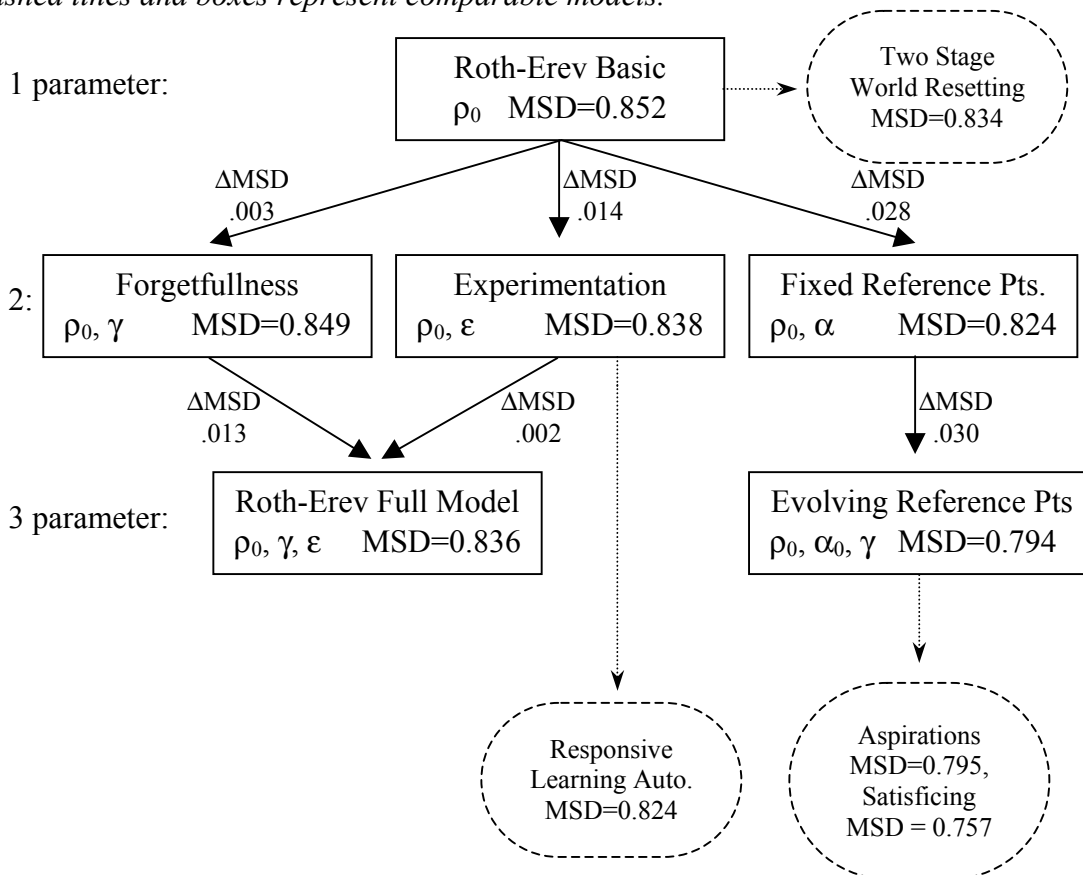 shed lines and boxes represent comparable models.
1 parameter:
Roth-Erev Basic
ρ0 MSD=0.852
Two Stage
World Resetting
MSD=0.834
ΔMSD
.003
ΔMSD
.014
ΔMSD
.028
2:
Forgetfullness
ρ0, γ MSD=0.849
Experimentation
ρ0, ε MSD=0.838
Fixed Reference Pts.
ρ0, α MSD=0.824
ΔMSD
.013
ΔMSD
.002
ΔMSD
.030
3 parameter:
Roth-Erev Full Model
ρ0, γ, ε MSD=0.836
Evolving Reference Pts
ρ0, α0, γ MSD=0.794
Responsive
Learning Auto.
MSD=0.824
Aspirations
MSD=0.795,
Satisficing
MSD = 0.757